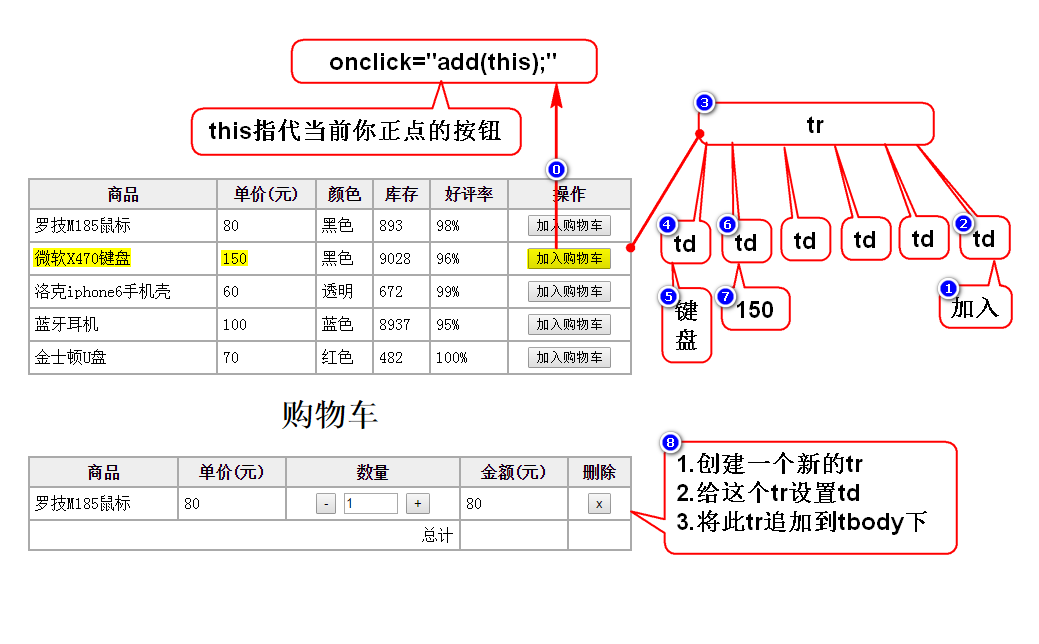 onclick="add(this);"
this指代当前你正点的按钮
0
商品 单价(元) 颜色 库存 好评率 操作
罗技M185鼠标 80 黑色 893 98% 加入购物车
微软X470键盘 150 黑色 9028 96% 加入购物车
洛克iphone6手机壳 60 透明 672 99% 加入购物车
蓝牙耳机 100 蓝色 8937 95% 加入购物车
金士顿U盘 70 红色 482 100% 加入购物车
3
tr
4 6 2
td td td td td td
5 7 1
键
盘
150
加入
购物车
商品 单价(元) 数量 金额(元) 删除
罗技M185鼠标 80 - 1 + 80 x
总计
8
1.创建一个新的tr
2.给这个tr设置td
3.将此tr追加到tbody下